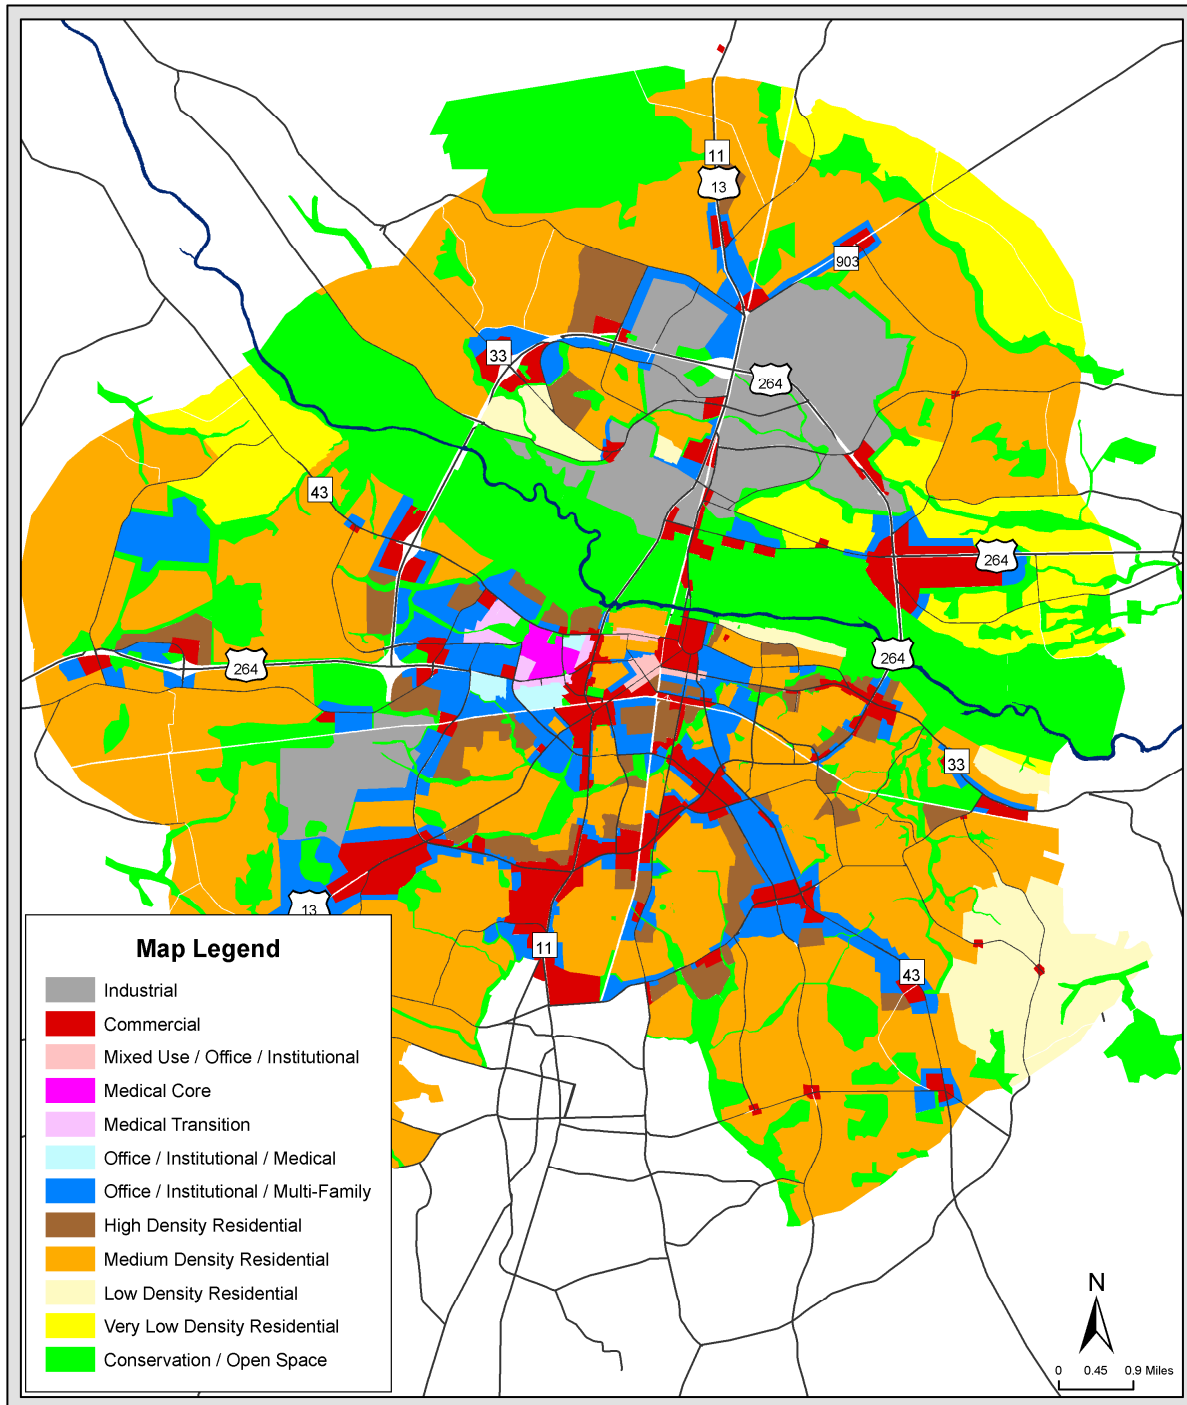 11
13
903
33
264
43
264
264
264
33
13
11
43
Map Legend
Industrial
Commercial
Mixed Use / Office / Institutional
Medical Core
Medical Transition
Office / Institutional / Medical
Office / Institutional / Multi-Family
High Density Residential
Medium Density Residential
Low Density Residential
Very Low Density Residential
Conservation / Open Space
N
0 0.45 0.9 Miles